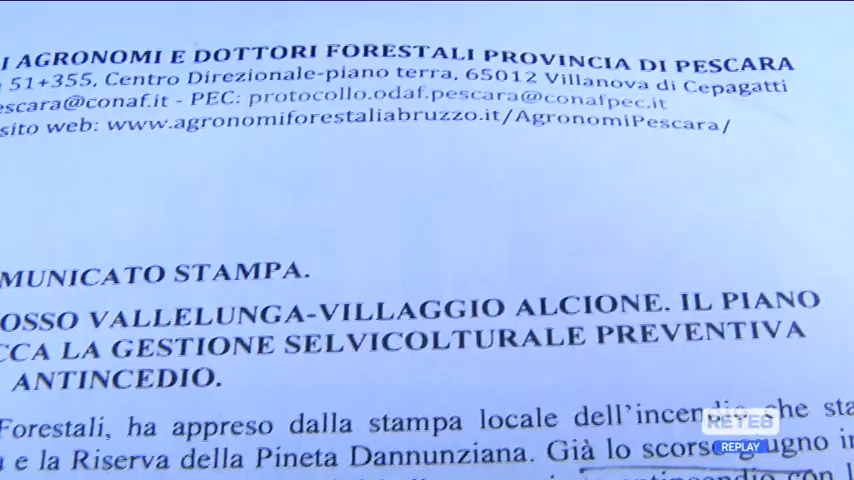 I AGRONOMI E DOTTORI FORESTALI PROVINCIA DI PESCARA
51+355, Centro Direzionale-piano terra, 65012 Villanova di Cepagatti
escara@conaf.it - PEC: protocollo.odaf.pescara@conafpec.it
sito web: www.agronomiforestaliabruzzo.it/AgronomiPescara/
MUNICATO STAMPA.
OSSO VALLELUNGA-VILLAGGIO ALCIONE. IL PIANO
CCA LA GESTIONE SELVICOLTURALE PREVENTIVA
ANTINCEDIO.
Forestali, ha appreso dalla stampa locale dell'incendio che sta
e la Riserva della Pineta Dannunziana. Già lo scorso giugno in
RETE8
REPLAY